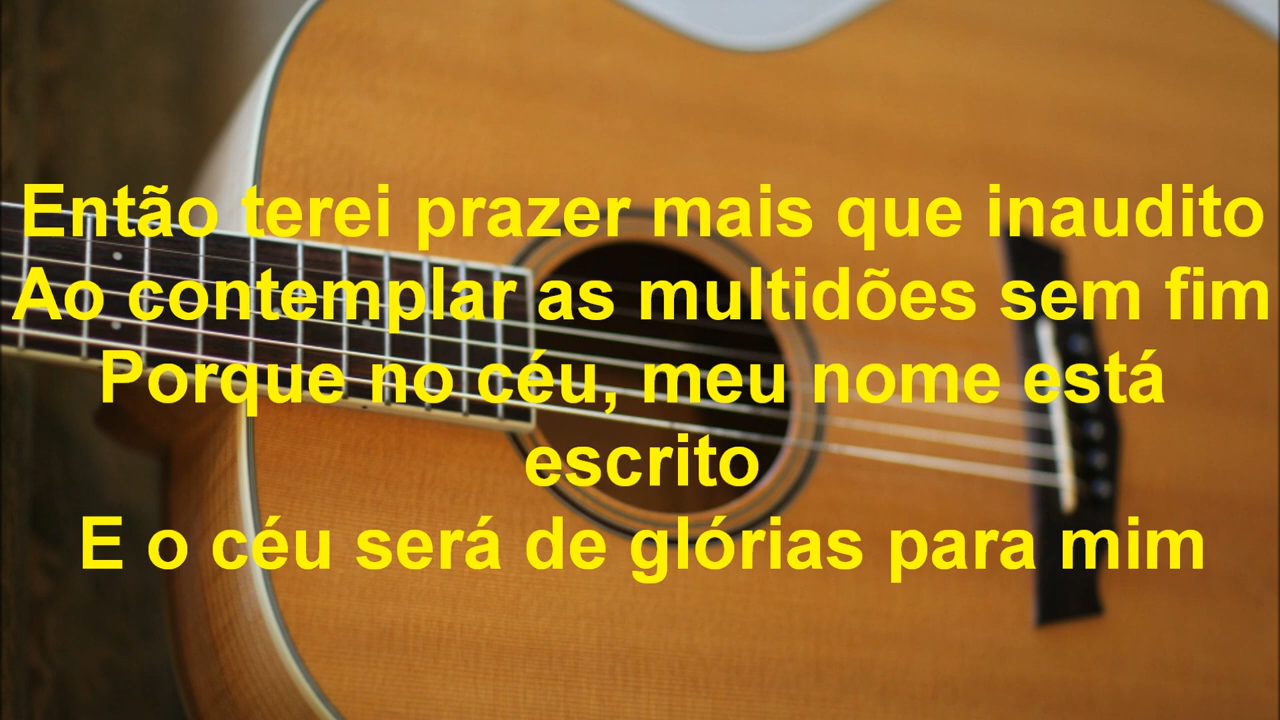 Então terei prazer mais que inaudito
Ao contemplar as multidões sem fim
Porque no céu, meu nome está
escrito
E o céu será de glórias para mim